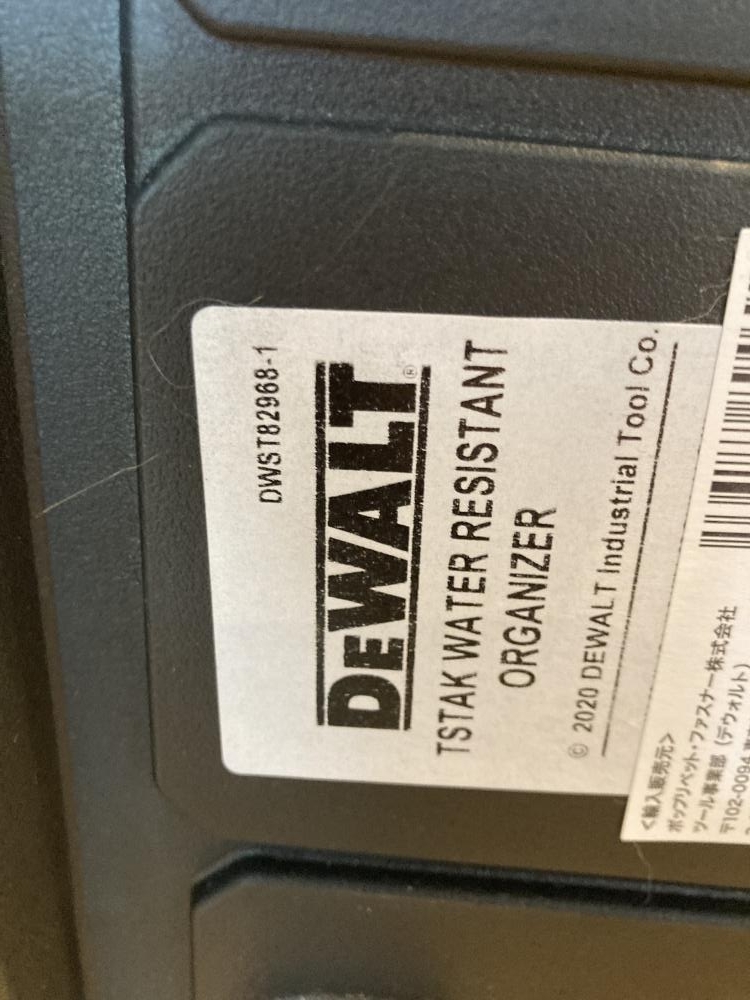 DWST82968-1
DEWALT®
TSTAK WATER RESISTANT
ORGANIZER
© 2020 DEWALT Industrial Tool Co.
<輸入販売元>
ポップリベット・ファスナー株式会社
ツール事業部 (デウォルト)
〒102-0094